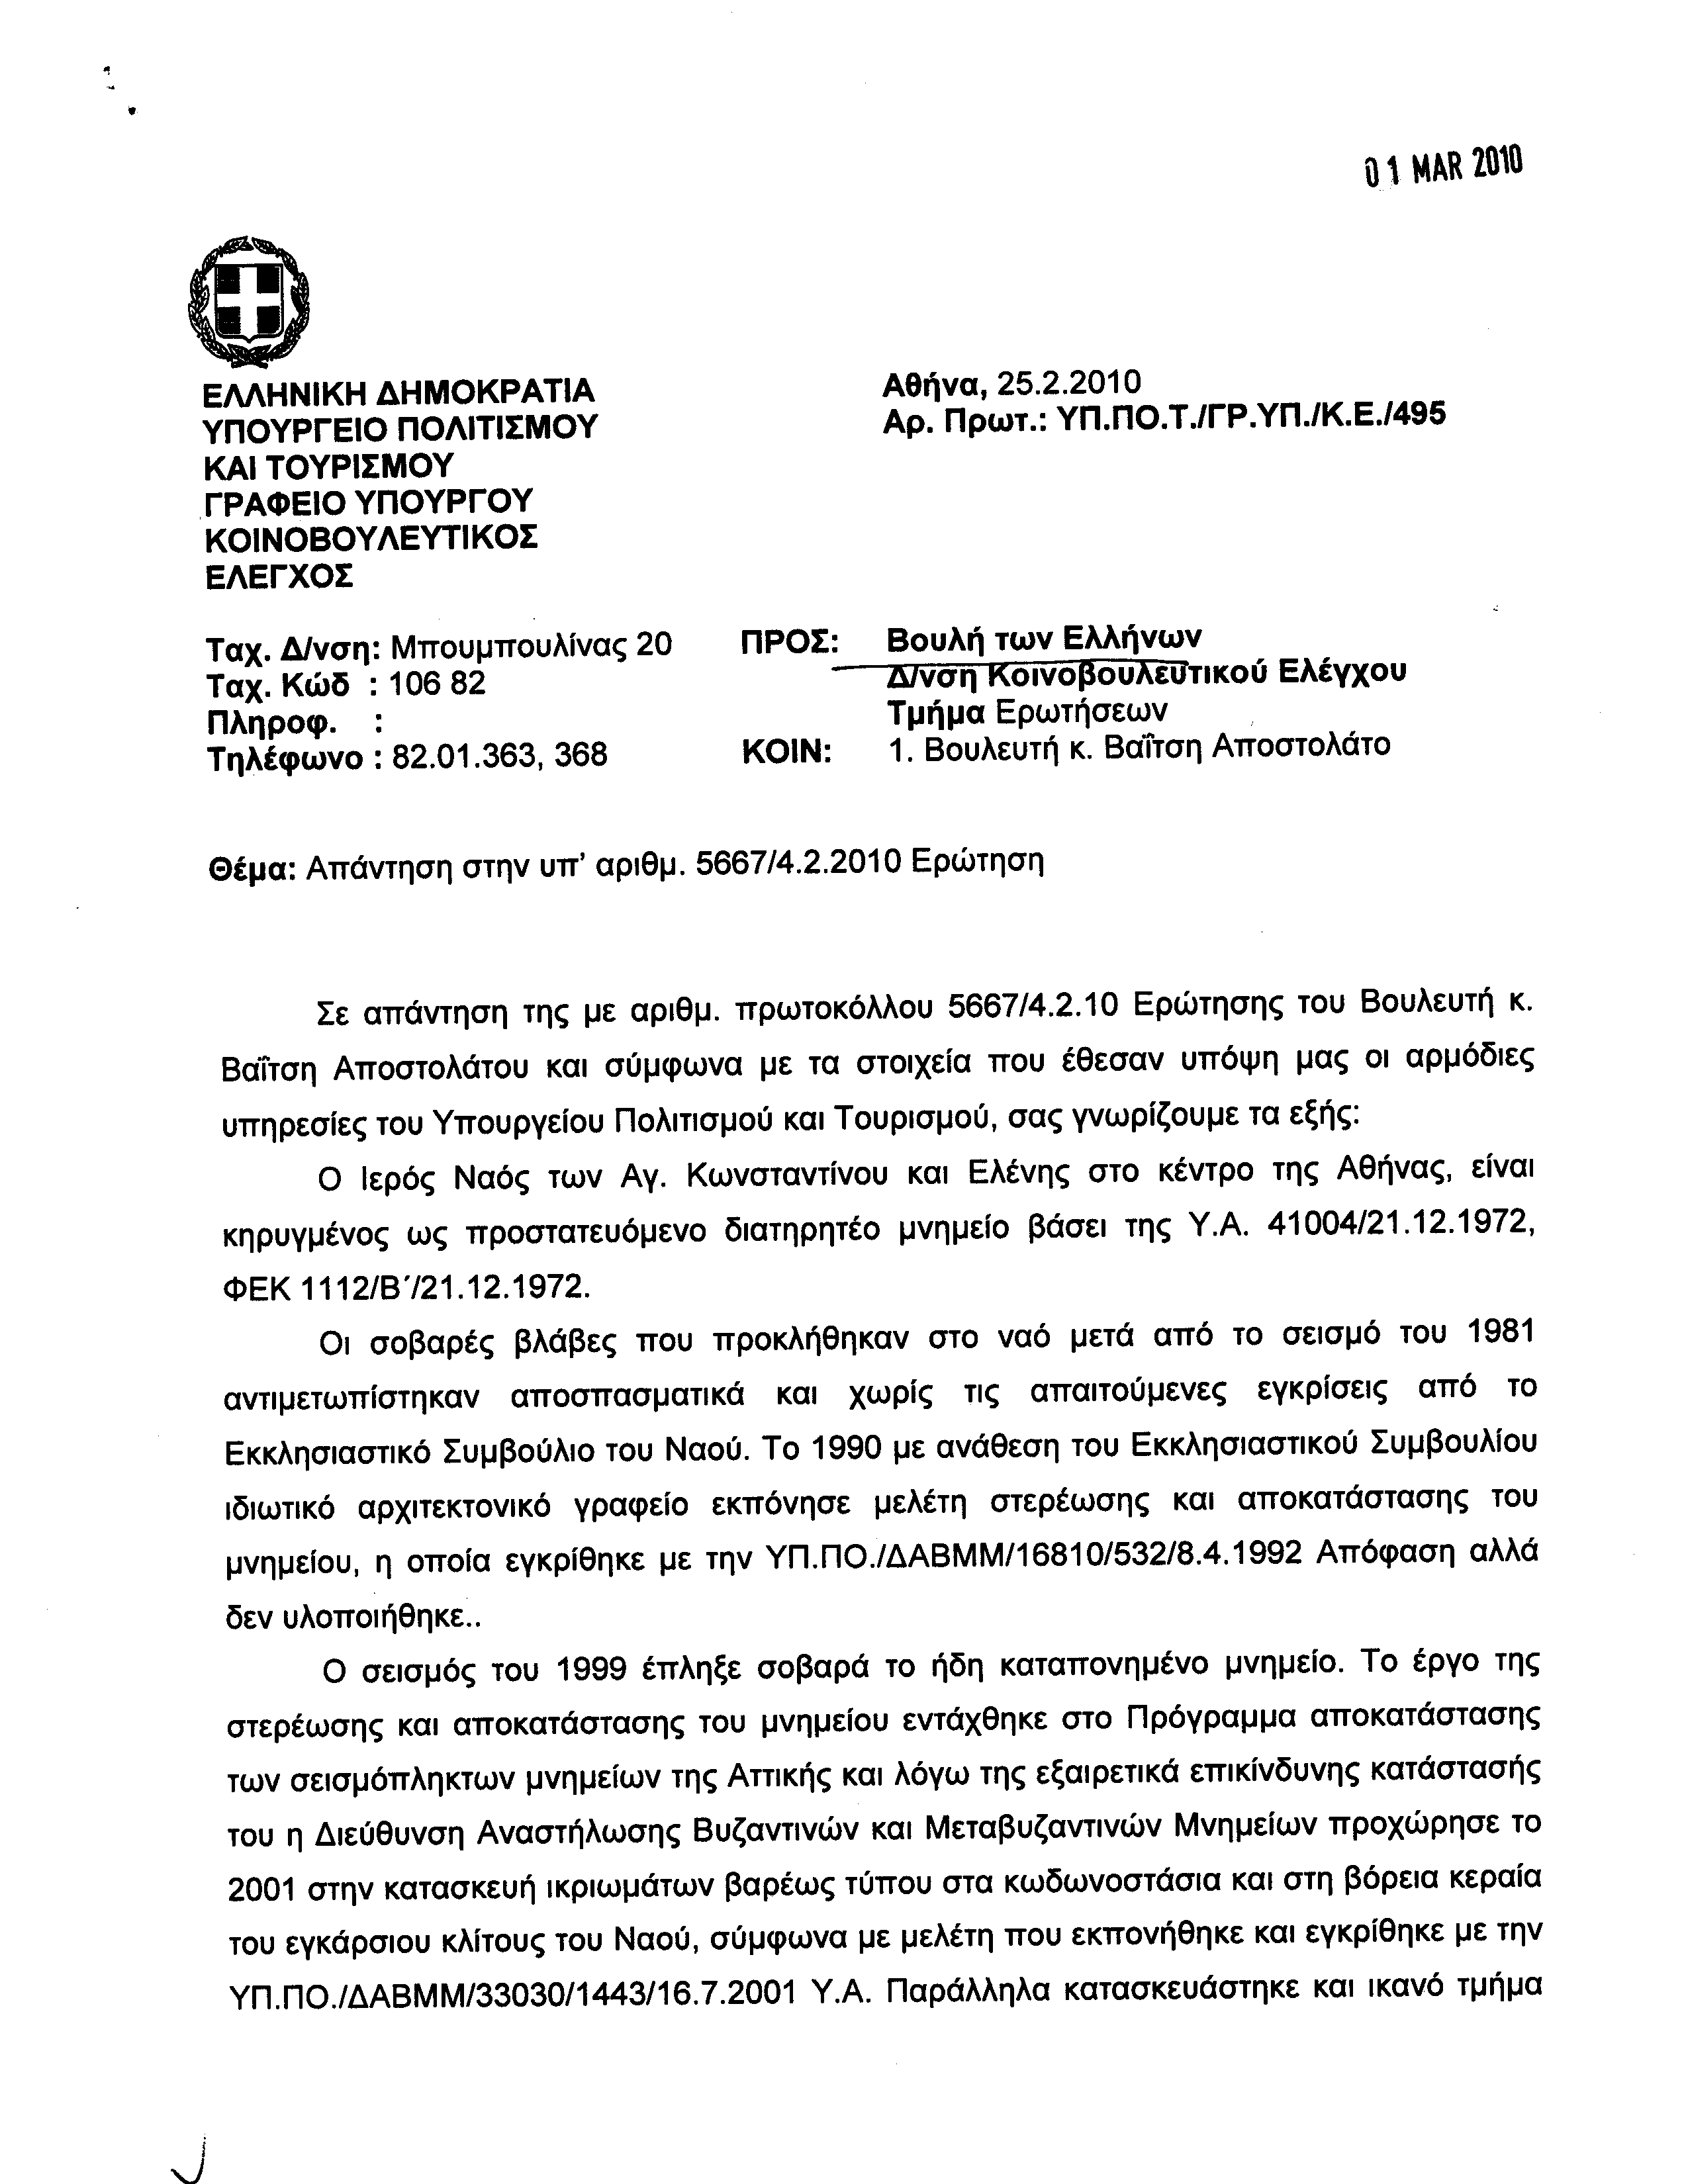 01 MAR 2010
ΕΛΛΗΝΙΚΗ ΔΗΜΟΚΡΑΤΙΑ
ΥΠΟΥΡΓΕΙΟ ΠΟΛΙΤΙΣΜΟΥ
ΚΑΙ ΤΟΥΡΙΣΜΟΥ
ΓΡΑΦΕΙΟ ΥΠΟΥΡΓΟΥ
ΚΟΙΝΟΒΟΥΛΕΥΤΙΚΟΣ
ΕΛΕΓΧΟΣ
Αθήνα, 25.2.2010
Αρ. Πρωτ.: ΥΠ.ΠΟ.Τ./ΓΡ.ΥΠ./Κ.Ε./495
Ταχ. Δ/νση: Μπουμπουλίνας 20
Ταχ. Κώδ : 106 82
Πληροφ. :
Τηλέφωνο : 82.01.363, 368
ΠΡΟΣ: Βουλή των Ελλήνων
Δ/νση Κοινοβουλευτικού Ελέγχου
Τμήμα Ερωτήσεων
ΚΟΙΝ: 1. Βουλευτή κ. Βαΐτση Αποστολάτο
Θέμα: Απάντηση στην υπ’ αριθμ. 5667/4.2.2010 Ερώτηση
Σε απάντηση της με αριθμ. πρωτοκόλλου 5667/4.2.10 Ερώτησης του Βουλευτή κ.
Βαΐτση Αποστολάτου και σύμφωνα με τα στοιχεία που έθεσαν υπόψη μας οι αρμόδιες
υπηρεσίες του Υπουργείου Πολιτισμού και Τουρισμού, σας γνωρίζουμε τα εξής:
Ο Ιερός Ναός των Αγ. Κωνσταντίνου και Ελένης στο κέντρο της Αθήνας, είναι
κηρυγμένος ως προστατευόμενο διατηρητέο μνημείο βάσει της Υ.Α. 41004/21.12.1972,
ΦΕΚ 1112/Β΄/21.12.1972.
Οι σοβαρές βλάβες που προκλήθηκαν στο ναό μετά από το σεισμό του 1981
αντιμετωπίστηκαν αποσπασματικά και χωρίς τις απαιτούμενες εγκρίσεις από το
Εκκλησιαστικό Συμβούλιο του Ναού. Το 1990 με ανάθεση του Εκκλησιαστικού Συμβουλίου
ιδιωτικό αρχιτεκτονικό γραφείο εκπόνησε μελέτη στερέωσης και αποκατάστασης του
μνημείου, η οποία εγκρίθηκε με την ΥΠ.ΠΟ./ΔΑΒΜΜ/16810/532/8.4.1992 Απόφαση αλλά
δεν υλοποιήθηκε..
Ο σεισμός του 1999 έπληξε σοβαρά το ήδη καταπονημένο μνημείο. Το έργο της
στερέωσης και αποκατάστασης του μνημείου εντάχθηκε στο Πρόγραμμα αποκατάστασης
των σεισμόπληκτων μνημείων της Αττικής και λόγω της εξαιρετικά επικίνδυνης κατάστασής
του η Διεύθυνση Αναστήλωσης Βυζαντινών και Μεταβυζαντινών Μνημείων προχώρησε το
2001 στην κατασκευή ικριωμάτων βαρέως τύπου στα κωδωνοστάσια και στη βόρεια κεραία
του εγκάρσιου κλίτους του Ναού, σύμφωνα με μελέτη που εκπονήθηκε και εγκρίθηκε με την
ΥΠ.ΠΟ./ΔΑΒΜΜ/33030/1443/16.7.2001 Υ.Α. Παράλληλα κατασκευάστηκε και ικανό τμήμα